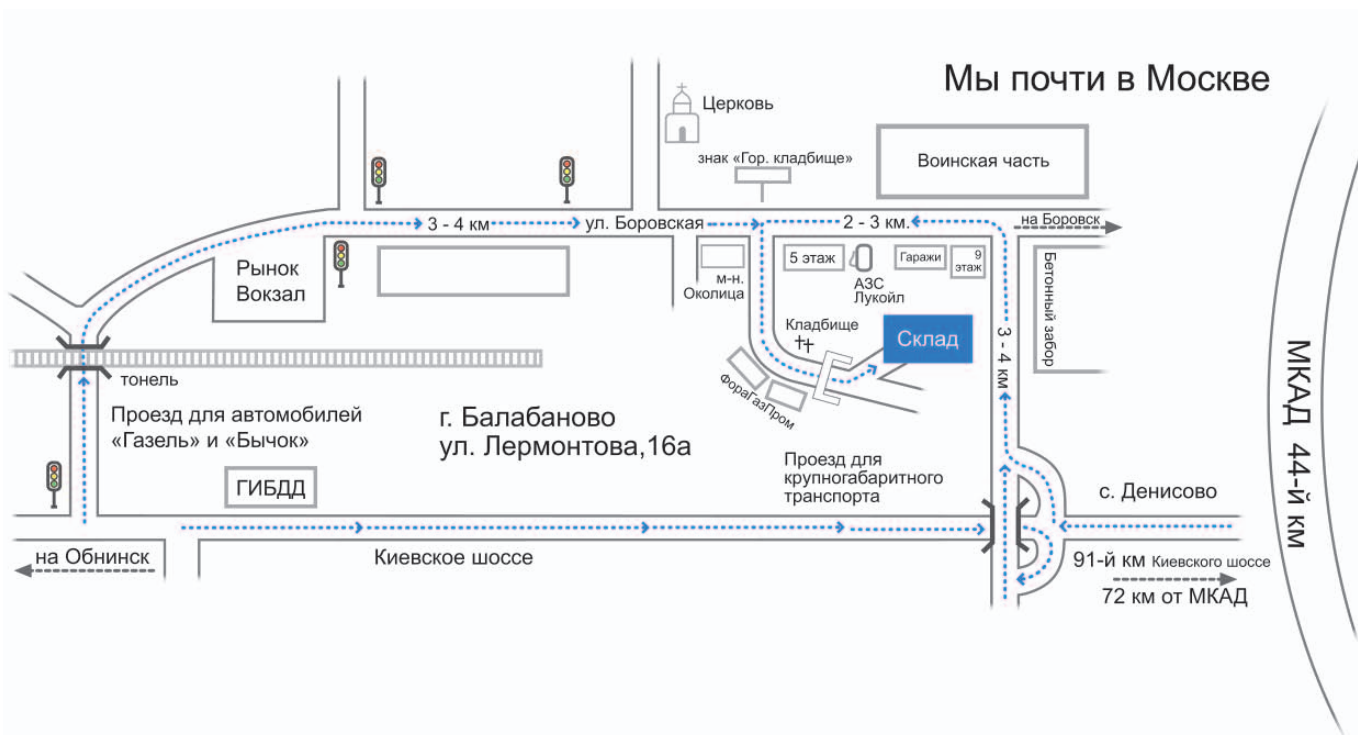 Мы почти в Москве
Церковь
знак «Гор. кладбище»
Воинская часть
3 - 4 км
ул. Боровская
2 - 3 км.
на Боровск
Рынок
Вокзал
м-н.
Околица
5 этаж
АЗС
Лукойл
Гаражи
9
этаж
Бетонный забор
Кладбище
Склад
3 - 4 км
МКАД 44-й км
тонель
ФораГазПром
Проезд для автомобилей
«Газель» и «Бычок»
г. Балабаново
ул. Лермонтова,16а
Проезд для
крупногабаритного
транспорта
ГИБДД
с. Денисово
на Обнинск
Киевское шоссе
91-й км Киевского шоссе
72 км от МКАД